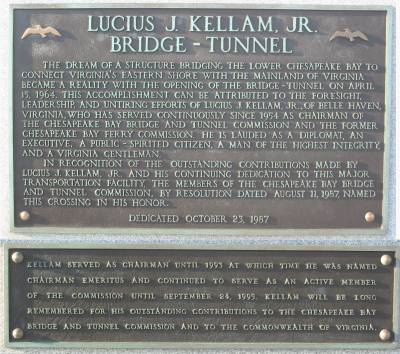 LUCIUS J. KELLAM, JR.
BRIDGE - TUNNEL
THE DREAM OF A STRUCTURE BRIDGING THE LOWER CHESAPEAKE BAY TO
CONNECT VIRGINIA'S EASTERN SHORE WITH THE MAINLAND OF VIRGINIA
BECAME A REALITY WITH THE OPENING OF THE BRIDGE-TUNNEL ON APRIL
15, 1964. THIS ACCOMPLISHMENT CAN BE ATTRIBUTED TO THE FORESIGHT,
LEADERSHIP AND UNTIRING EFFORTS OF LUCIUS J. KELLAM, JR., OF BELLE HAVEN,
VIRGINIA, WHO HAS SERVED CONTINUOUSLY SINCE 1954 AS CHAIRMAN OF
THE CHESAPEAKE BAY BRIDGE AND TUNNEL COMMISSION AND THE FORMER
CHESAPEAKE BAY FERRY COMMISSION. HE IS LAUDED AS A DIPLOMAT, AN
EXECUTIVE, A PUBLIC-SPIRITED CITIZEN, A MAN OF THE HIGHEST INTEGRITY,
AND A VIRGINIA GENTLEMAN.
IN RECOGNITION OF THE OUTSTANDING CONTRIBUTIONS MADE BY
LUCIUS J. KELLAM, JR., AND HIS CONTINUING DEDICATION TO THIS MAJOR
TRANSPORTATION FACILITY, THE MEMBERS OF THE CHESAPEAKE BAY BRIDGE
AND TUNNEL COMMISSION, BY RESOLUTION DATED AUGUST 11, 1987, NAMED
THIS CROSSING IN HIS HONOR.
DEDICATED OCTOBER 23, 1987
KELLAM SERVED AS CHAIRMAN UNTIL 1993 AT WHICH TIME HE WAS NAMED
CHAIRMAN EMERITUS AND CONTINUED TO SERVE AS AN ACTIVE MEMBER
OF THE COMMISSION UNTIL SEPTEMBER 24, 1995. KELLAM WILL BE LONG
REMEMBERED FOR HIS OUTSTANDING CONTRIBUTIONS TO THE CHESAPEAKE BAY
BRIDGE AND TUNNEL COMMISSION AND TO THE COMMONWEALTH OF VIRGINIA.